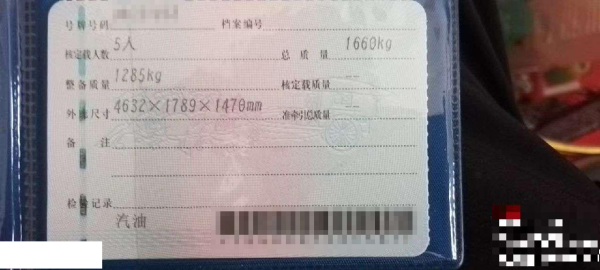 号牌号码 档案编号
核定载人数 5人 总质量 1660kg
整备质量 1285kg 核定载质量 --
外廓尺寸 4632×1789×1470mm 准牵引总质量 --
备注
检验记录
汽油